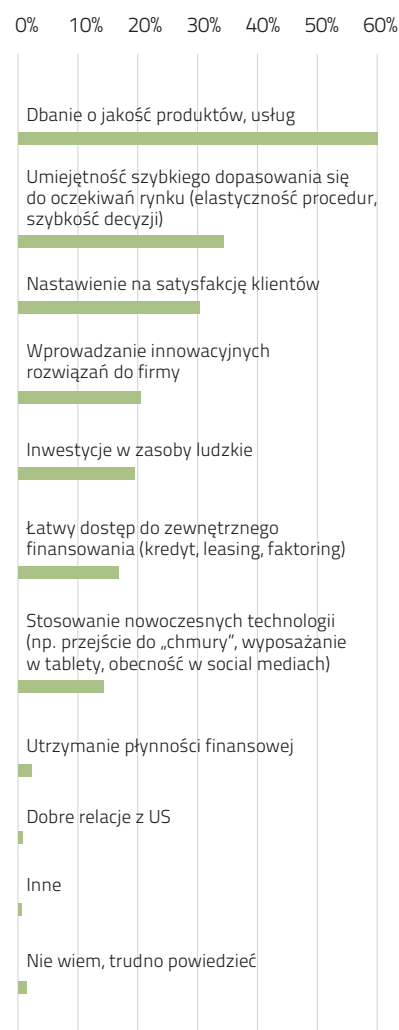 0% 10% 20% 30% 40% 50% 60%
Dbanie o jakość produktów, usług
Umiejętność szybkiego dopasowania się
do oczekiwań rynku (elastyczność procedur,
szybkość decyzji)
Nastawienie na satysfakcję klientów
Wprowadzanie innowacyjnych
rozwiązań do firmy
Inwestycje w zasoby ludzkie
Łatwy dostęp do zewnętrznego
finansowania (kredyt, leasing, faktoring)
Stosowanie nowoczesnych technologii
(np. przejście do „chmury”, wyposażanie
w tablety, obecność w social mediach)
Utrzymanie płynności finansowej
Dobre relacje z US
Inne
Nie wiem, trudno powiedzieć